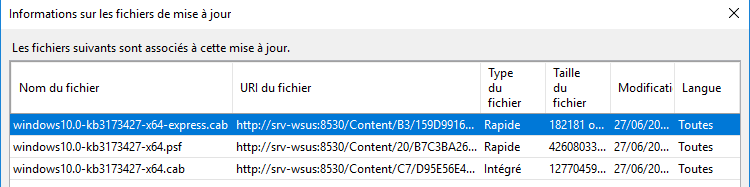 Informations sur les fichiers de mise à jour
Les fichiers suivants sont associés à cette mise à jour.
Nom du fichier URI du fichier Type du fichier Taille du fichier Modificati Langue
windows10.0-kb3173427-x64-express.cab http://srv-wsus:8530/Content/B3/159D9916... Rapide 182181 o... 27/06/20... Toutes
windows10.0-kb3173427-x64.psf http://srv-wsus:8530/Content/20/B7C3BA26... Rapide 42608033... 27/06/20... Toutes
windows10.0-kb3173427-x64.cab http://srv-wsus:8530/Content/C7/D95E56E4... Intégré 12770459... 27/06/20... Toutes